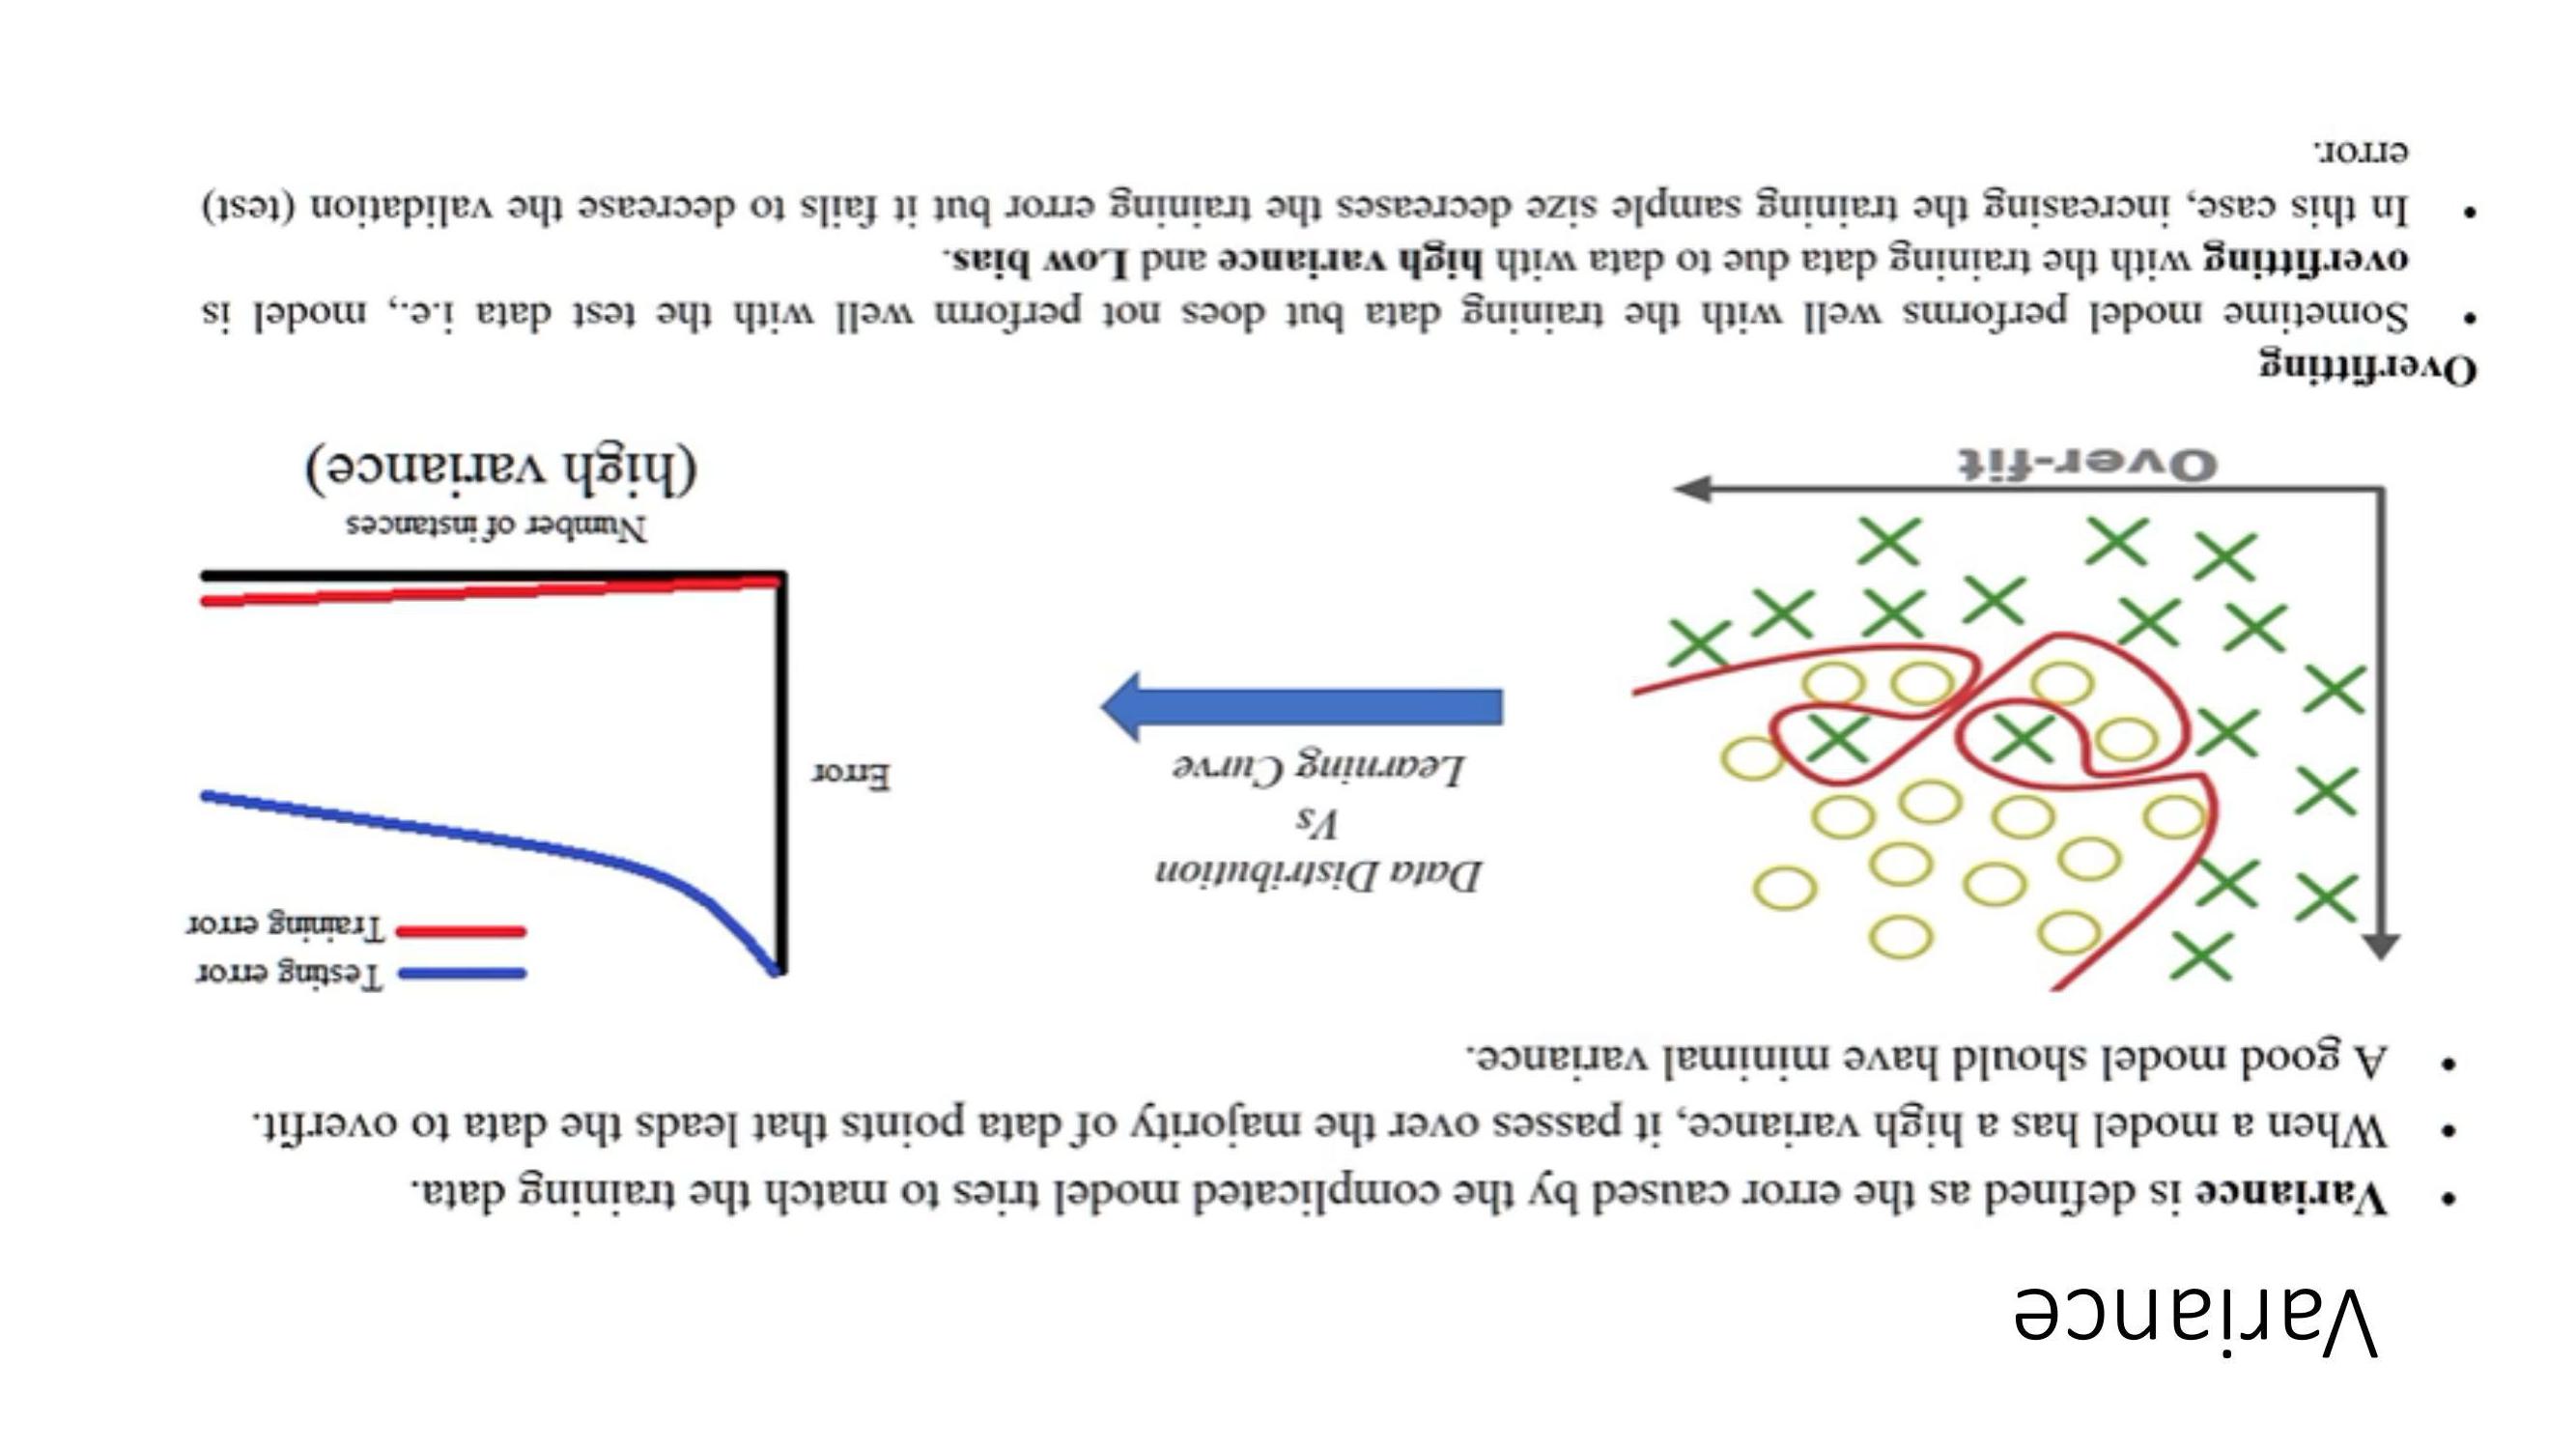 Variance
• Variance is defined as the error caused by the complicated model tries to match the training data.
• When a model has a high variance, it passes over the majority of data points that leads the data to overfit.
• A good model should have minimal variance.
Over-fit
Data Distribution
Vs
Learning Curve
Testing error
Training error
Error
Number of instances
(high variance)
Overfitting
• Sometime model performs well with the training data but does not perform well with the test data i.e., model is
overfitting with the training data due to data with high variance and Low bias.
• In this case, increasing the training sample size decreases the training error but it fails to decrease the validation (test)
error.